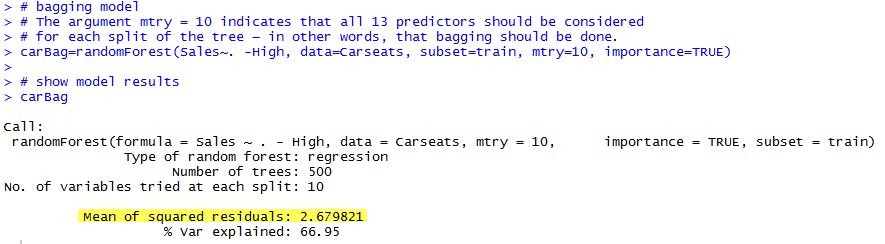 > # bagging model
> # The argument mtry = 10 indicates that all 13 predictors should be considered
> # for each split of the tree – in other words, that bagging should be done.
> carBag=randomForest(Sales~. -High, data=Carseats, subset=train, mtry=10, importance=TRUE)
>
> # show model results
> carBag
Call:
randomForest(formula = Sales ~ . - High, data = Carseats, mtry = 10, importance = TRUE, subset = train)
Type of random forest: regression
Number of trees: 500
No. of variables tried at each split: 10
Mean of squared residuals: 2.679821
% Var explained: 66.95